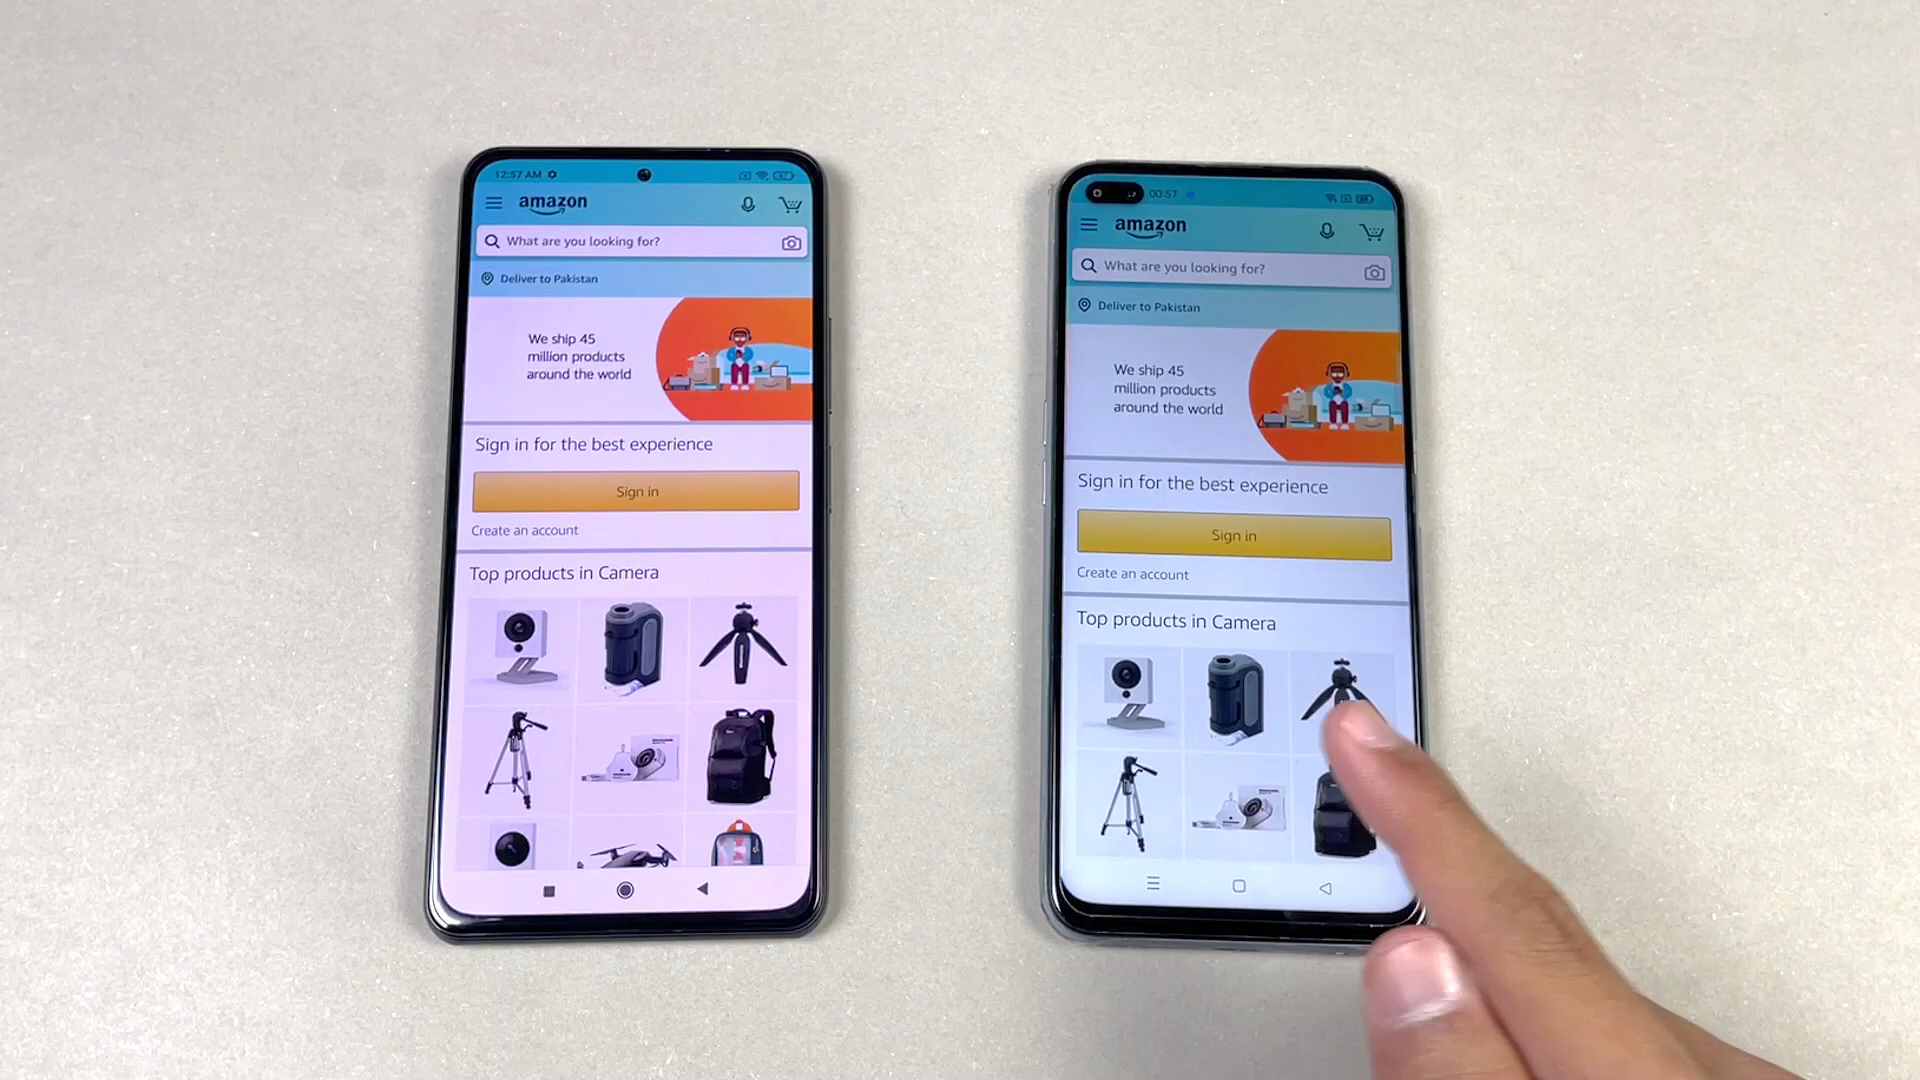 12:57 AM
amazon
What are you looking for?
Deliver to Pakistan
We ship 45
million products
around the world
Sign in for the best experience
Sign in
Create an account
Top products in Camera
00:57
amazon
What are you looking for?
Deliver to Pakistan
We ship 45
million products
around the world
Sign in for the best experience
Sign in
Create an account
Top products in Camera